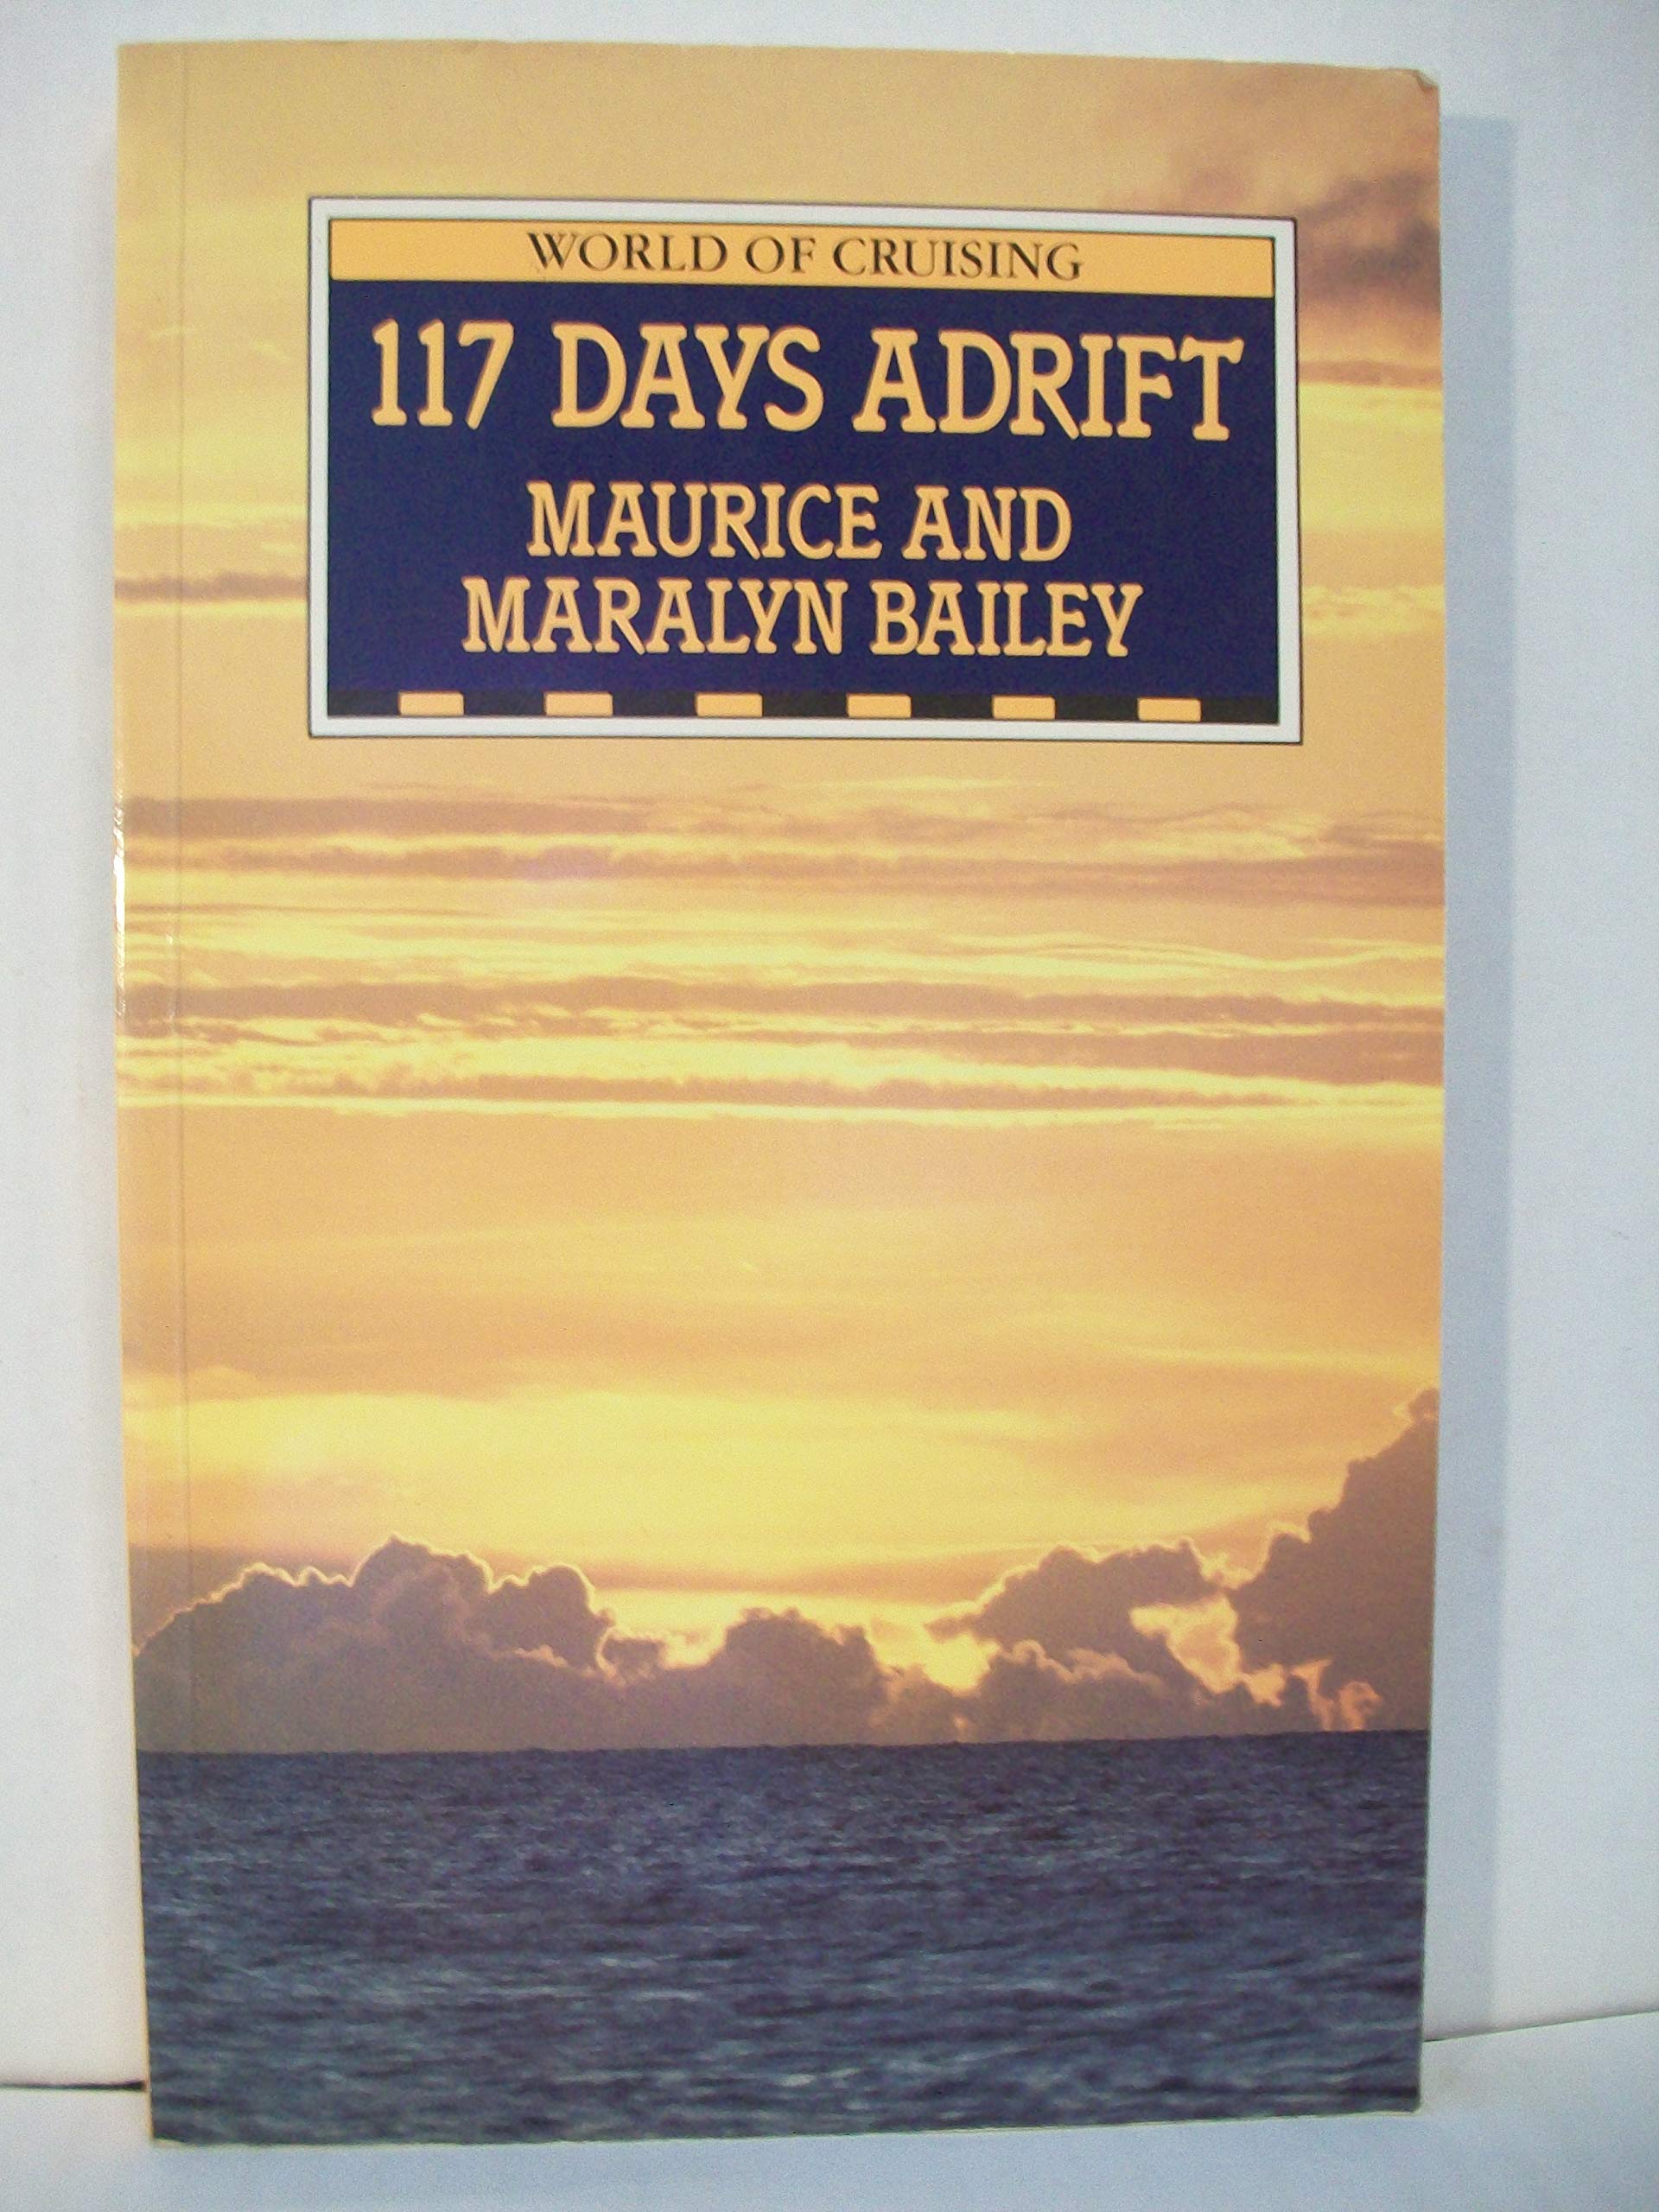 WORLD OF CRUISING
117 DAYS ADRIFT
MAURICE AND
MARALYN BAILEY